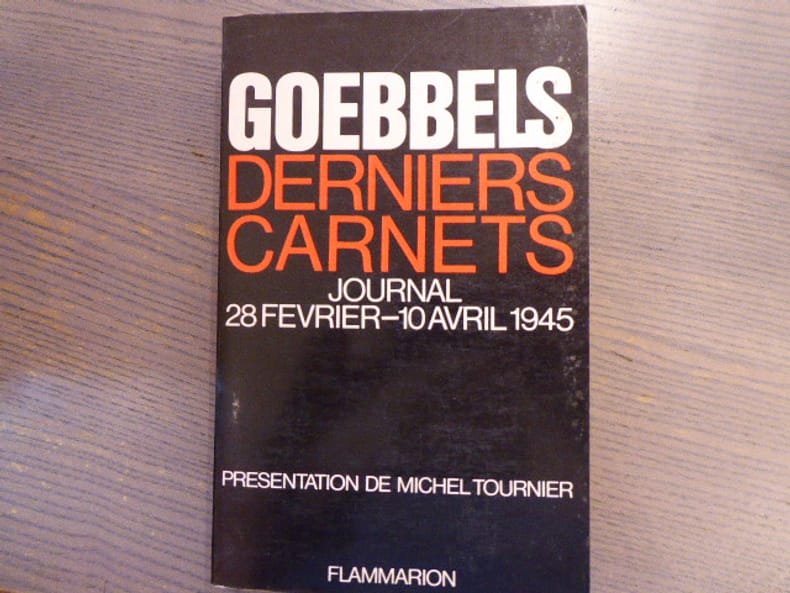 GOEBBELS
DERNIERS
CARNETS
JOURNAL
28 FEVRIER–10 AVRIL 1945
PRESENTATION DE MICHEL TOURNIER
FLAMMARION